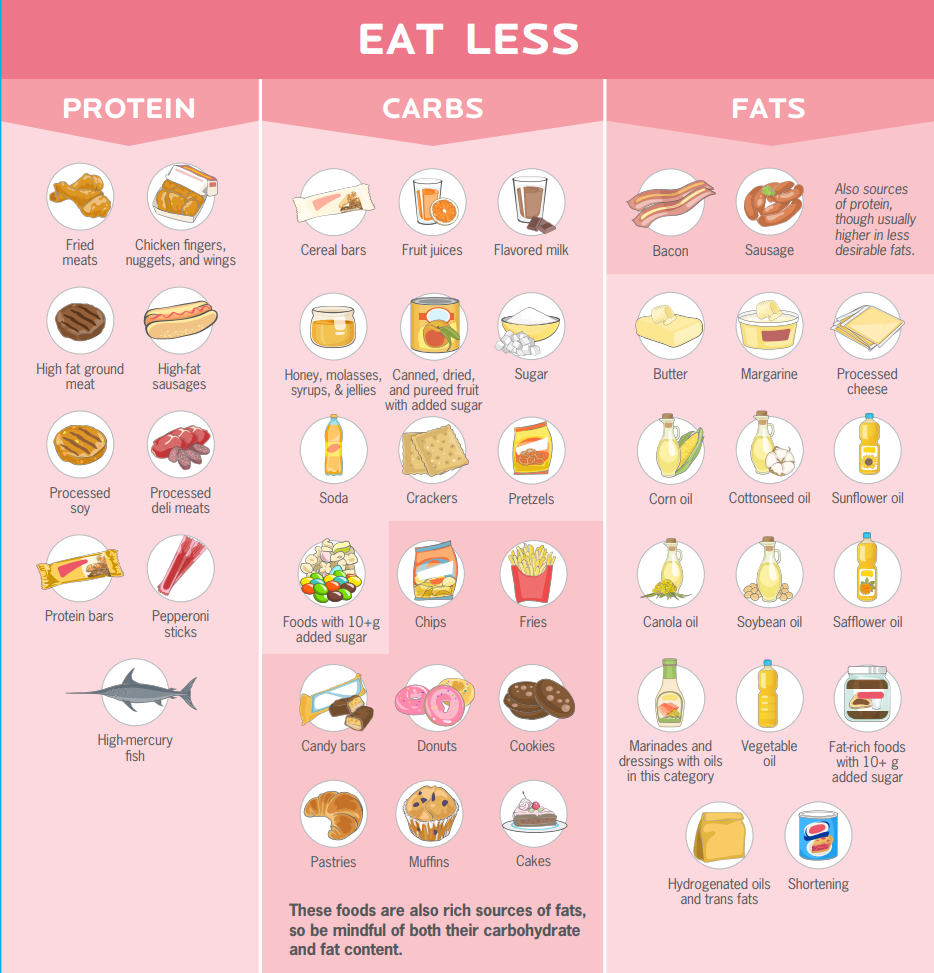 EAT LESS
PROTEIN
Fried
meats
Chicken fingers,
nuggets, and wings
High fat ground
meat
High-fat
sausages
Processed
soy
Processed
deli meats
Protein bars
Pepperoni
sticks
High-mercury
fish
CARBS
Cereal bars
Fruit juices
Flavored milk
Honey, molasses,
syrups, & jellies
Canned, dried,
and pureed fruit
with added sugar
Sugar
Soda
Crackers
Pretzels
Foods with 10+g
added sugar
Chips
Fries
Candy bars
Donuts
Cookies
Pastries
Muffins
Cakes
These foods are also rich sources of fats,
so be mindful of both their carbohydrate
and fat content.
FATS
Bacon
Sausage
Also sources
of protein,
though usually
higher in less
desirable fats.
Butter
Margarine
Processed
cheese
Corn oil
Cottonseed oil
Sunflower oil
Canola oil
Soybean oil
Safflower oil
Marinades and
dressings with oils
in this category
Vegetable
oil
Fat-rich foods
with 10+ g
added sugar
Hydrogenated oils
and trans fats
Shortening